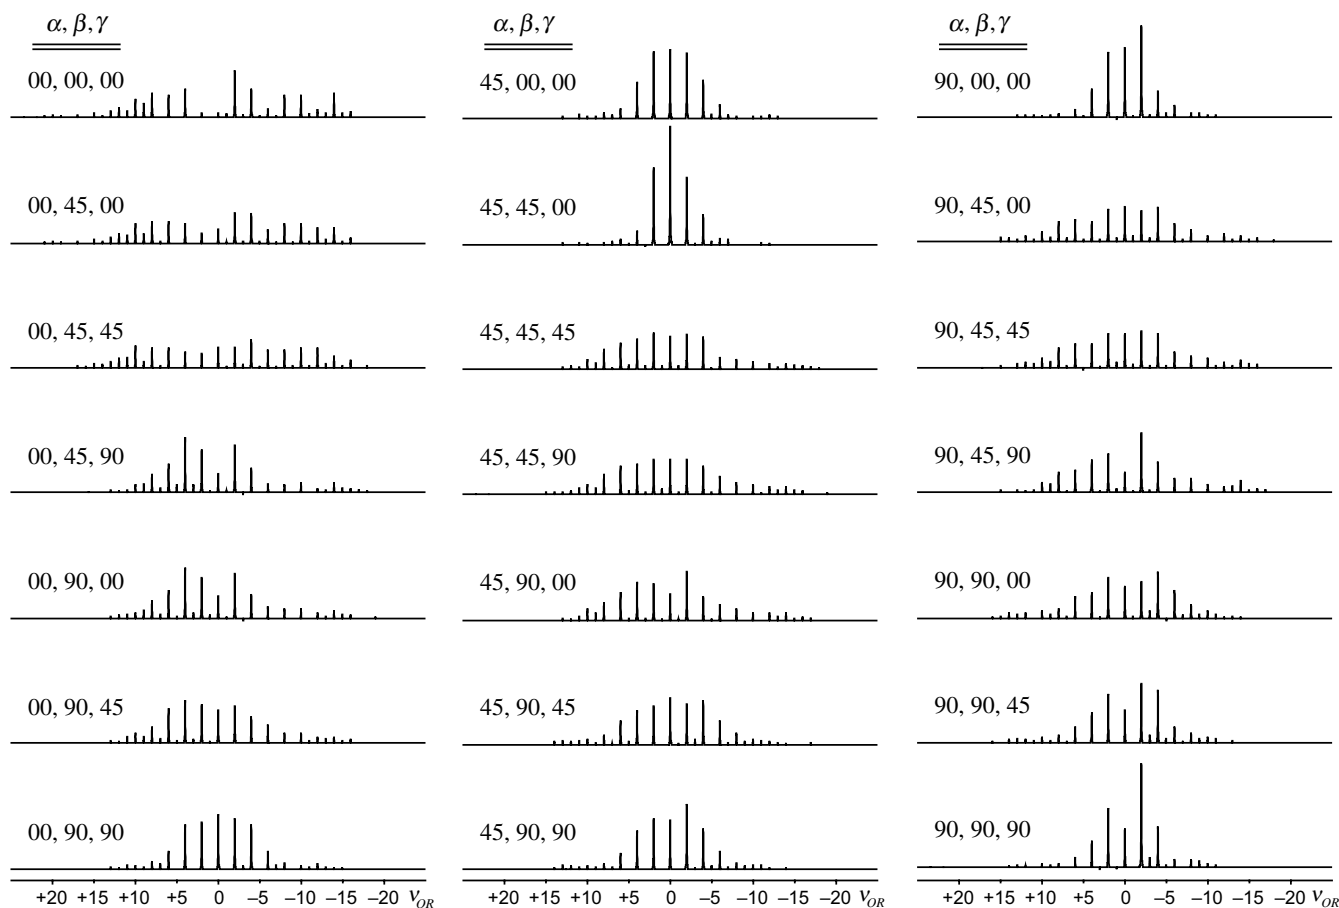 α, β, γ
00, 00, 00
00, 45, 00
00, 45, 45
00, 45, 90
00, 90, 00
00, 90, 45
00, 90, 90
+20 +15 +10 +5 0 −5 −10 −15 −20 νOR
α, β, γ
45, 00, 00
45, 45, 00
45, 45, 45
45, 45, 90
45, 90, 00
45, 90, 45
45, 90, 90
+20 +15 +10 +5 0 −5 −10 −15 −20 νOR
α, β, γ
90, 00, 00
90, 45, 00
90, 45, 45
90, 45, 90
90, 90, 00
90, 90, 45
90, 90, 90
+20 +15 +10 +5 0 −5 −10 −15 −20 νOR